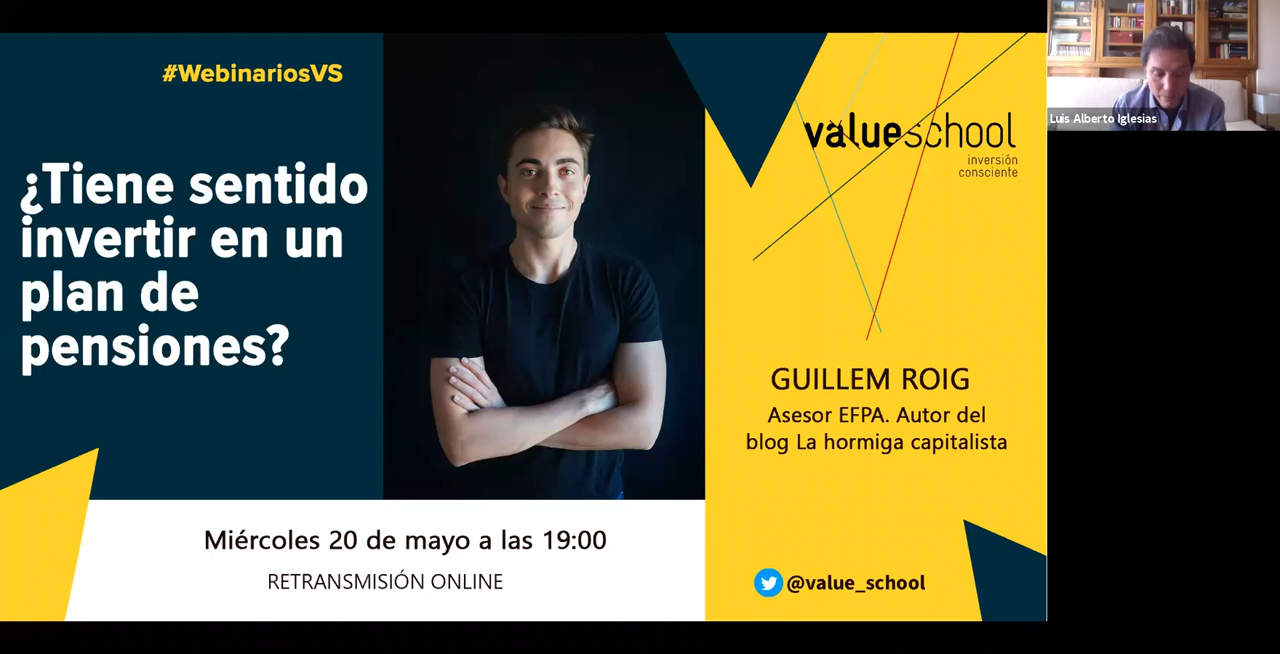 #WebinariosVS
¿Tiene sentido
invertir en un
plan de
pensiones?
valueschool
inversión
consciente
GUILLEM ROIG
Asesor EFPA. Autor del
blog La hormiga capitalista
Miércoles 20 de mayo a las 19:00
RETRANSMISIÓN ONLINE
@value_school
Luis Alberto Iglesias